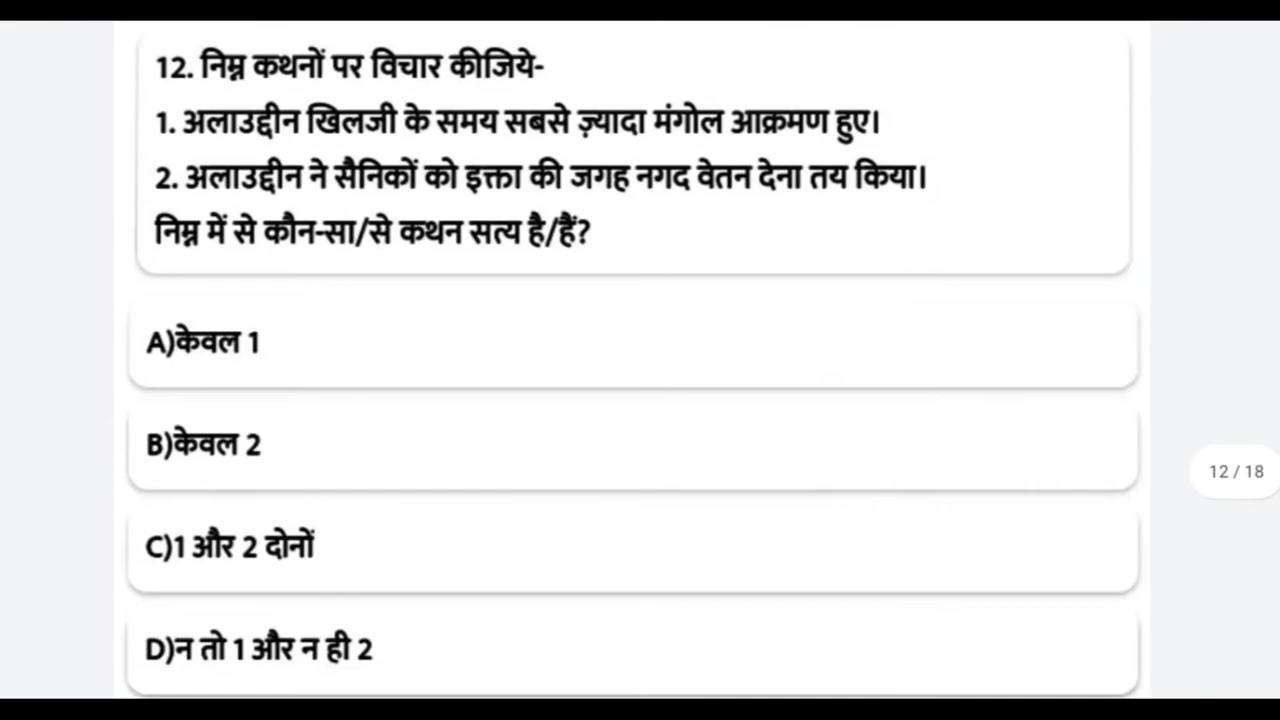 12. निम्न कथनों पर विचार कीजिये-
1. अलाउद्दीन खिलजी के समय सबसे ज़्यादा मंगोल आक्रमण हुए।
2. अलाउद्दीन ने सैनिकों को इक्ता की जगह नगद वेतन देना तय किया।
निम्न में से कौन-सा/से कथन सत्य है/हैं?
A)केवल 1
B)केवल 2
12 / 18
C)1 और 2 दोनों
D)न तो 1 और न ही 2